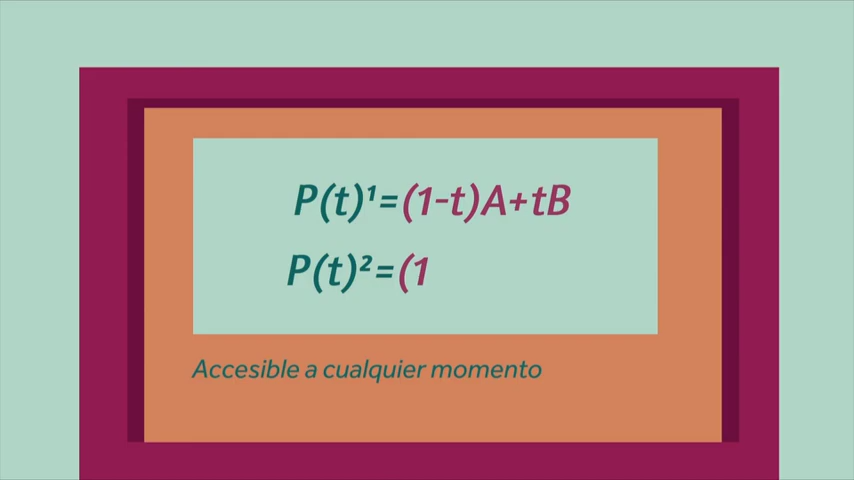 P(t)¹=(1-t)A+tB
P(t)²=(1
Accesible a cualquier momento